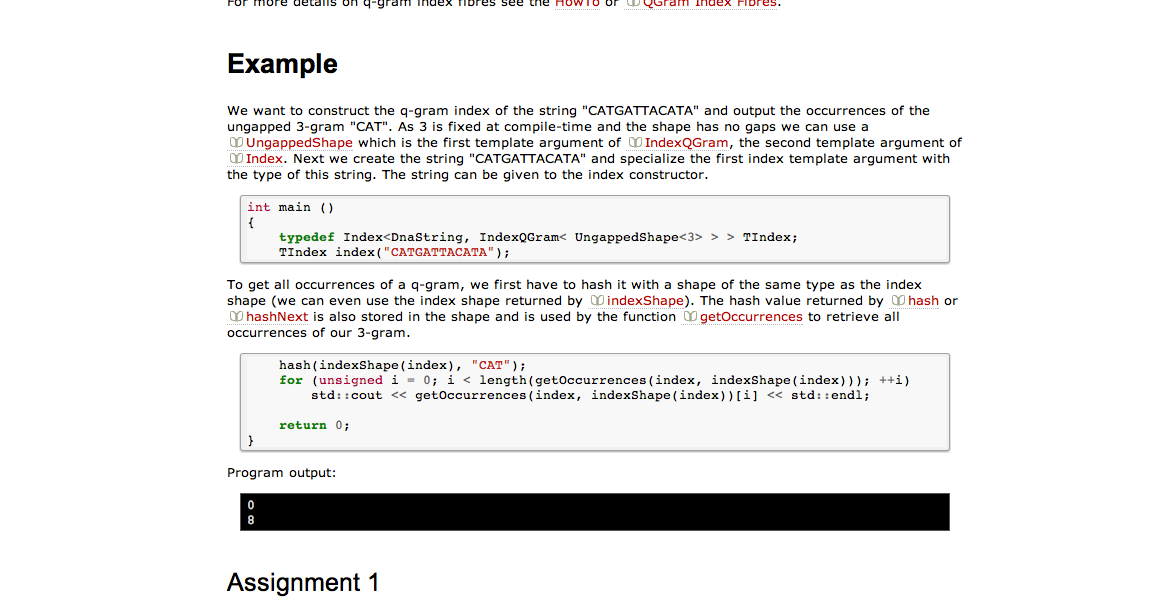 For more details on q-gram index fibres see the HowTo or QGram Index Fibres.
Example
We want to construct the q-gram index of the string "CATGATTACATA" and output the occurrences of the
ungapped 3-gram "CAT". As 3 is fixed at compile-time and the shape has no gaps we can use a
UngappedShape which is the first template argument of IndexQGram, the second template argument of
Index. Next we create the string "CATGATTACATA" and specialize the first index template argument with
the type of this string. The string can be given to the index constructor.
int main ()
{
    typedef Index<DnaString, IndexQGram< UngappedShape<3> > > TIndex;
    TIndex index("CATGATTACATA");
To get all occurrences of a q-gram, we first have to hash it with a shape of the same type as the index
shape (we can even use the index shape returned by indexShape). The hash value returned by hash or
hashNext is also stored in the shape and is used by the function getOccurrences to retrieve all
occurrences of our 3-gram.
    hash(indexShape(index), "CAT");
    for (unsigned i = 0; i < length(getOccurrences(index, indexShape(index))); ++i)
        std::cout << getOccurrences(index, indexShape(index))[i] << std::endl;
    return 0;
}
Program output:
0
8
Assignment 1